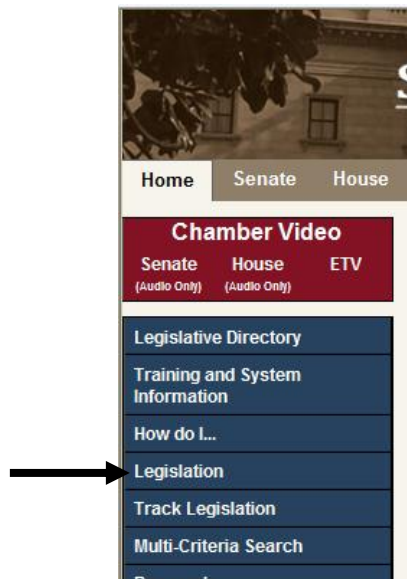 Home Senate House
Chamber Video
Senate House ETV
(Audio Only) (Audio Only)
Legislative Directory
Training and System
Information
How do I...
Legislation
Track Legislation
Multi-Criteria Search